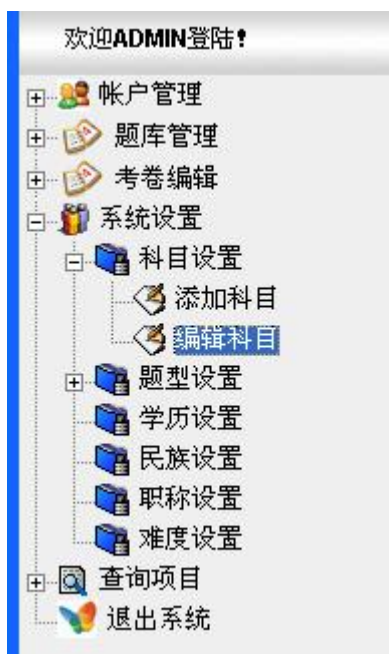 欢迎ADMIN登陆！
帐户管理
题库管理
考卷编辑
系统设置
科目设置
添加科目
编辑科目
题型设置
学历设置
民族设置
职称设置
难度设置
查询项目
退出系统